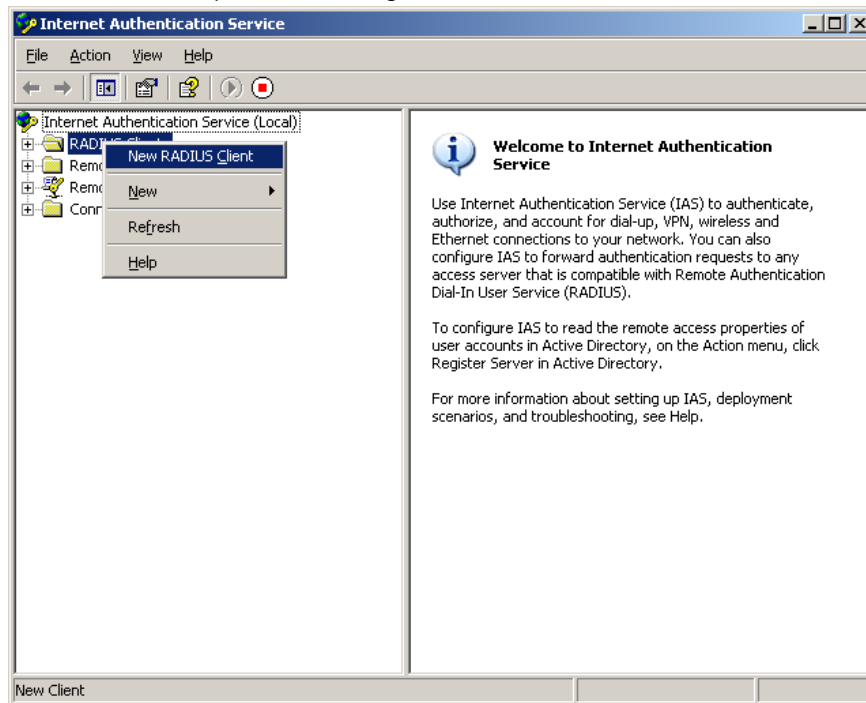 Internet Authentication Service
File Action View Help
Internet Authentication Service (Local)
New RADIUS Client
New
Refresh
Help
Welcome to Internet Authentication
Service
Use Internet Authentication Service (IAS) to authenticate,
authorize, and account for dial-up, VPN, wireless and
Ethernet connections to your network. You can also
configure IAS to forward authentication requests to any
access server that is compatible with Remote Authentication
Dial-In User Service (RADIUS).
To configure IAS to read the remote access properties of
user accounts in Active Directory, on the Action menu, click
Register Server in Active Directory.
For more information about setting up IAS, deployment
scenarios, and troubleshooting, see Help.
New Client